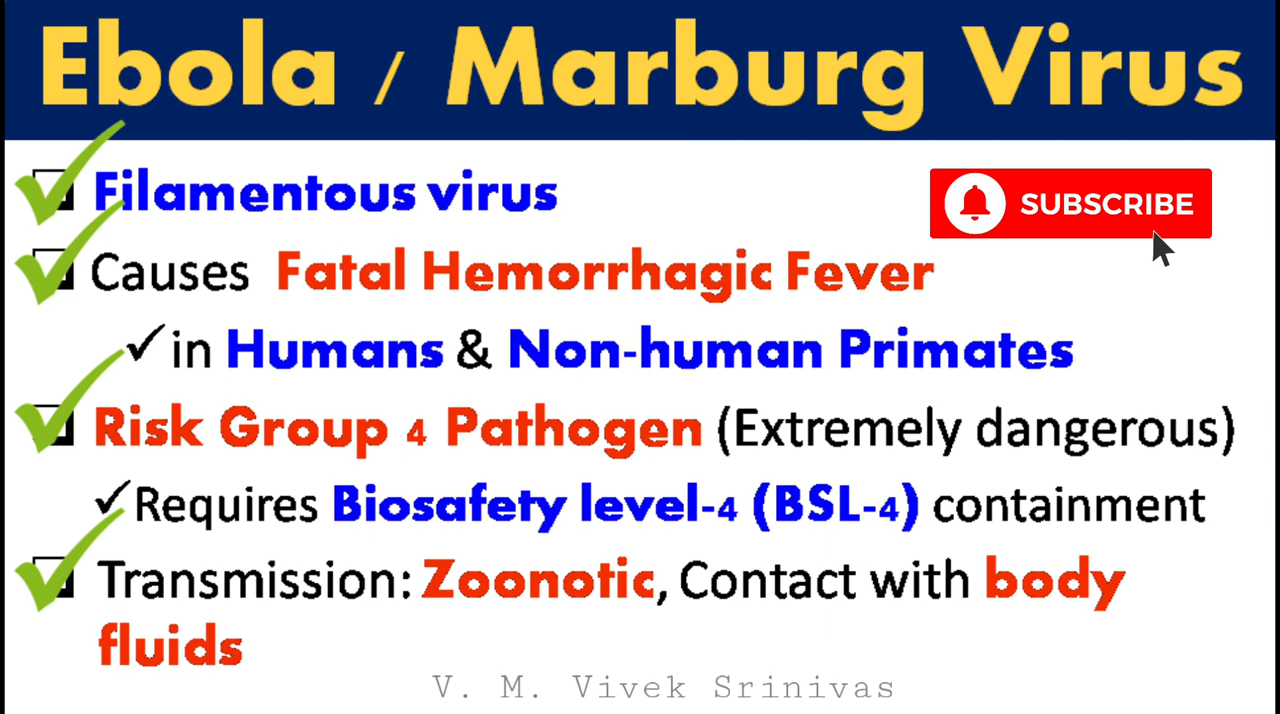 Ebola / Marburg Virus
Filamentous virus
SUBSCRIBE
Causes Fatal Hemorrhagic Fever
in Humans & Non-human Primates
Risk Group 4 Pathogen (Extremely dangerous)
Requires Biosafety level-4 (BSL-4) containment
Transmission: Zoonotic, Contact with body
fluids
V. M. Vivek Srinivas